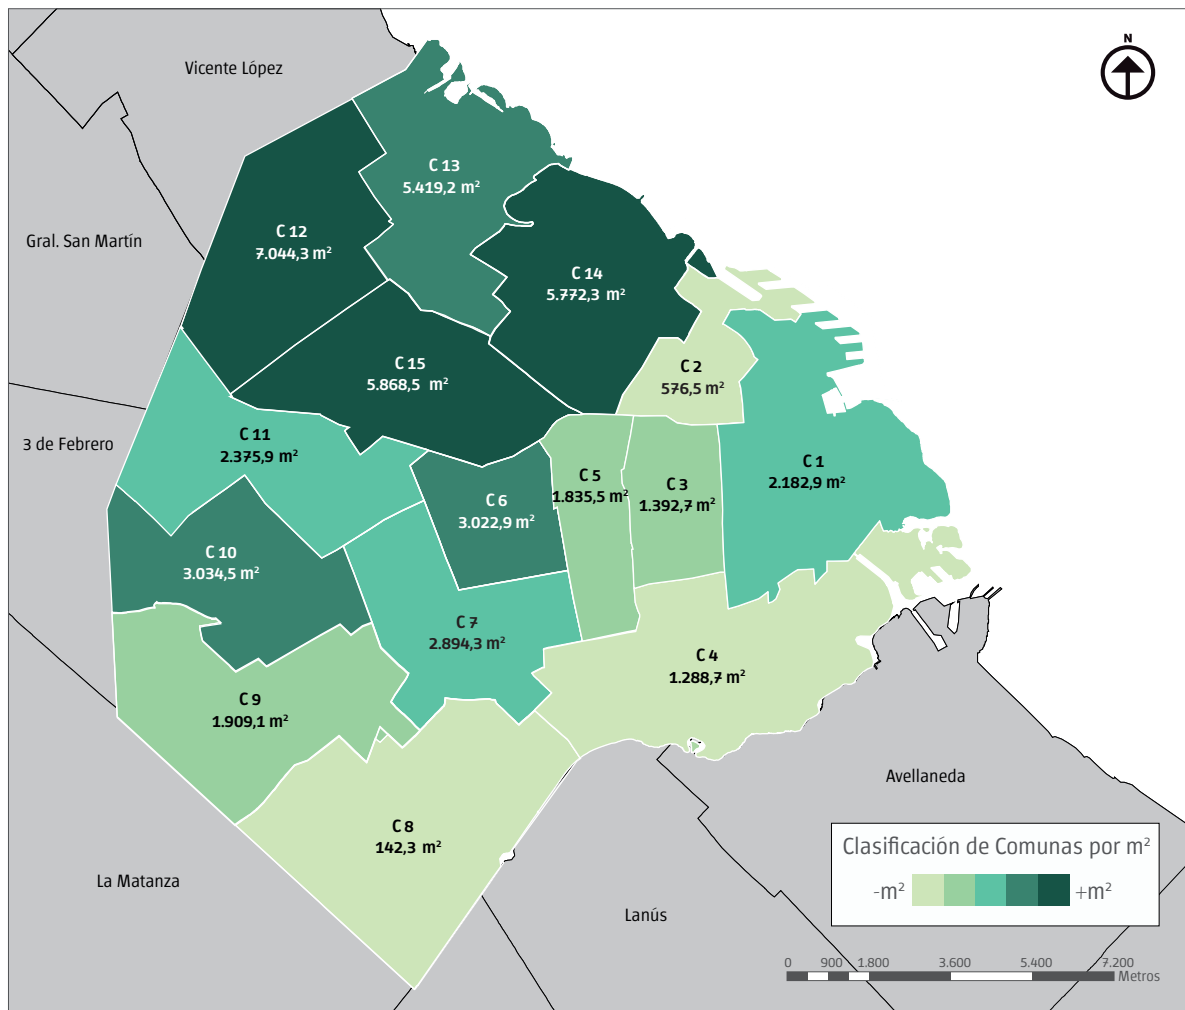 N
Vicente López
C 13
5.419,2 m²
C 12
7.044,3 m²
Gral. San Martín
C 14
5.772,3 m²
C 15
5.868,5 m²
C 2
576,5 m²
3 de Febrero
C 11
2.375,9 m²
C 1
2.182,9 m²
C 5
1.835,5 m²
C 3
1.392,7 m²
C 6
3.022,9 m²
C 10
3.034,5 m²
C 7
2.894,3 m²
C 4
1.288,7 m²
C 9
1.909,1 m²
Avellaneda
C 8
142,3 m²
La Matanza
Lanús
Clasificación de Comunas por m²
-m² +m²
0 900 1.800 3.600 5.400 7.200
Metros